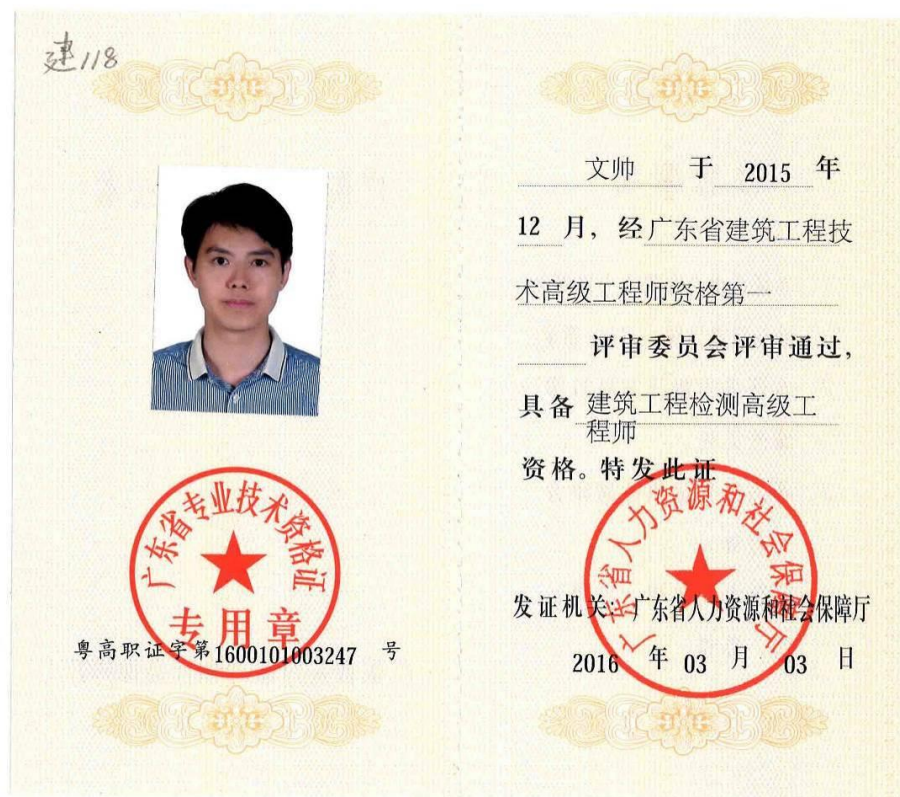 建118
广东省专业技术资格证
专用章
粤高职证字第1600101003247 号
文帅 于 2015 年
12 月，经广东省建筑工程技
术高级工程师资格第一
评审委员会评审通过，
具备 建筑工程检测高级工
程师
资格。特发此证
广东省人力资源和社会保障厅
发证机关：广东省人力资源和社会保障厅
2016 年 03 月 03 日